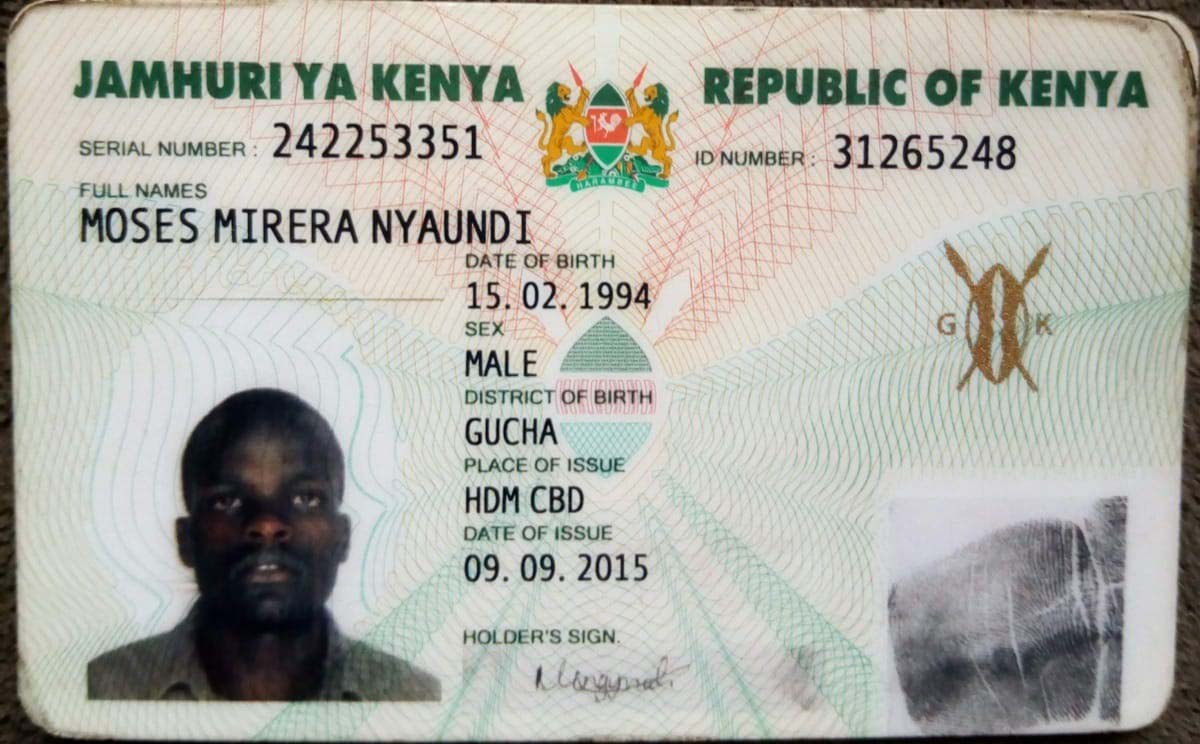 JAMHURI YA KENYA REPUBLIC OF KENYA
SERIAL NUMBER : 242253351 ID NUMBER : 31265248
HARAMBEE
FULL NAMES
MOSES MIRERA NYAUNDI
DATE OF BIRTH
15.02.1994
SEX
MALE
G K
DISTRICT OF BIRTH
GUCHA
PLACE OF ISSUE
HDM CBD
DATE OF ISSUE
09.09.2015
HOLDER'S SIGN.